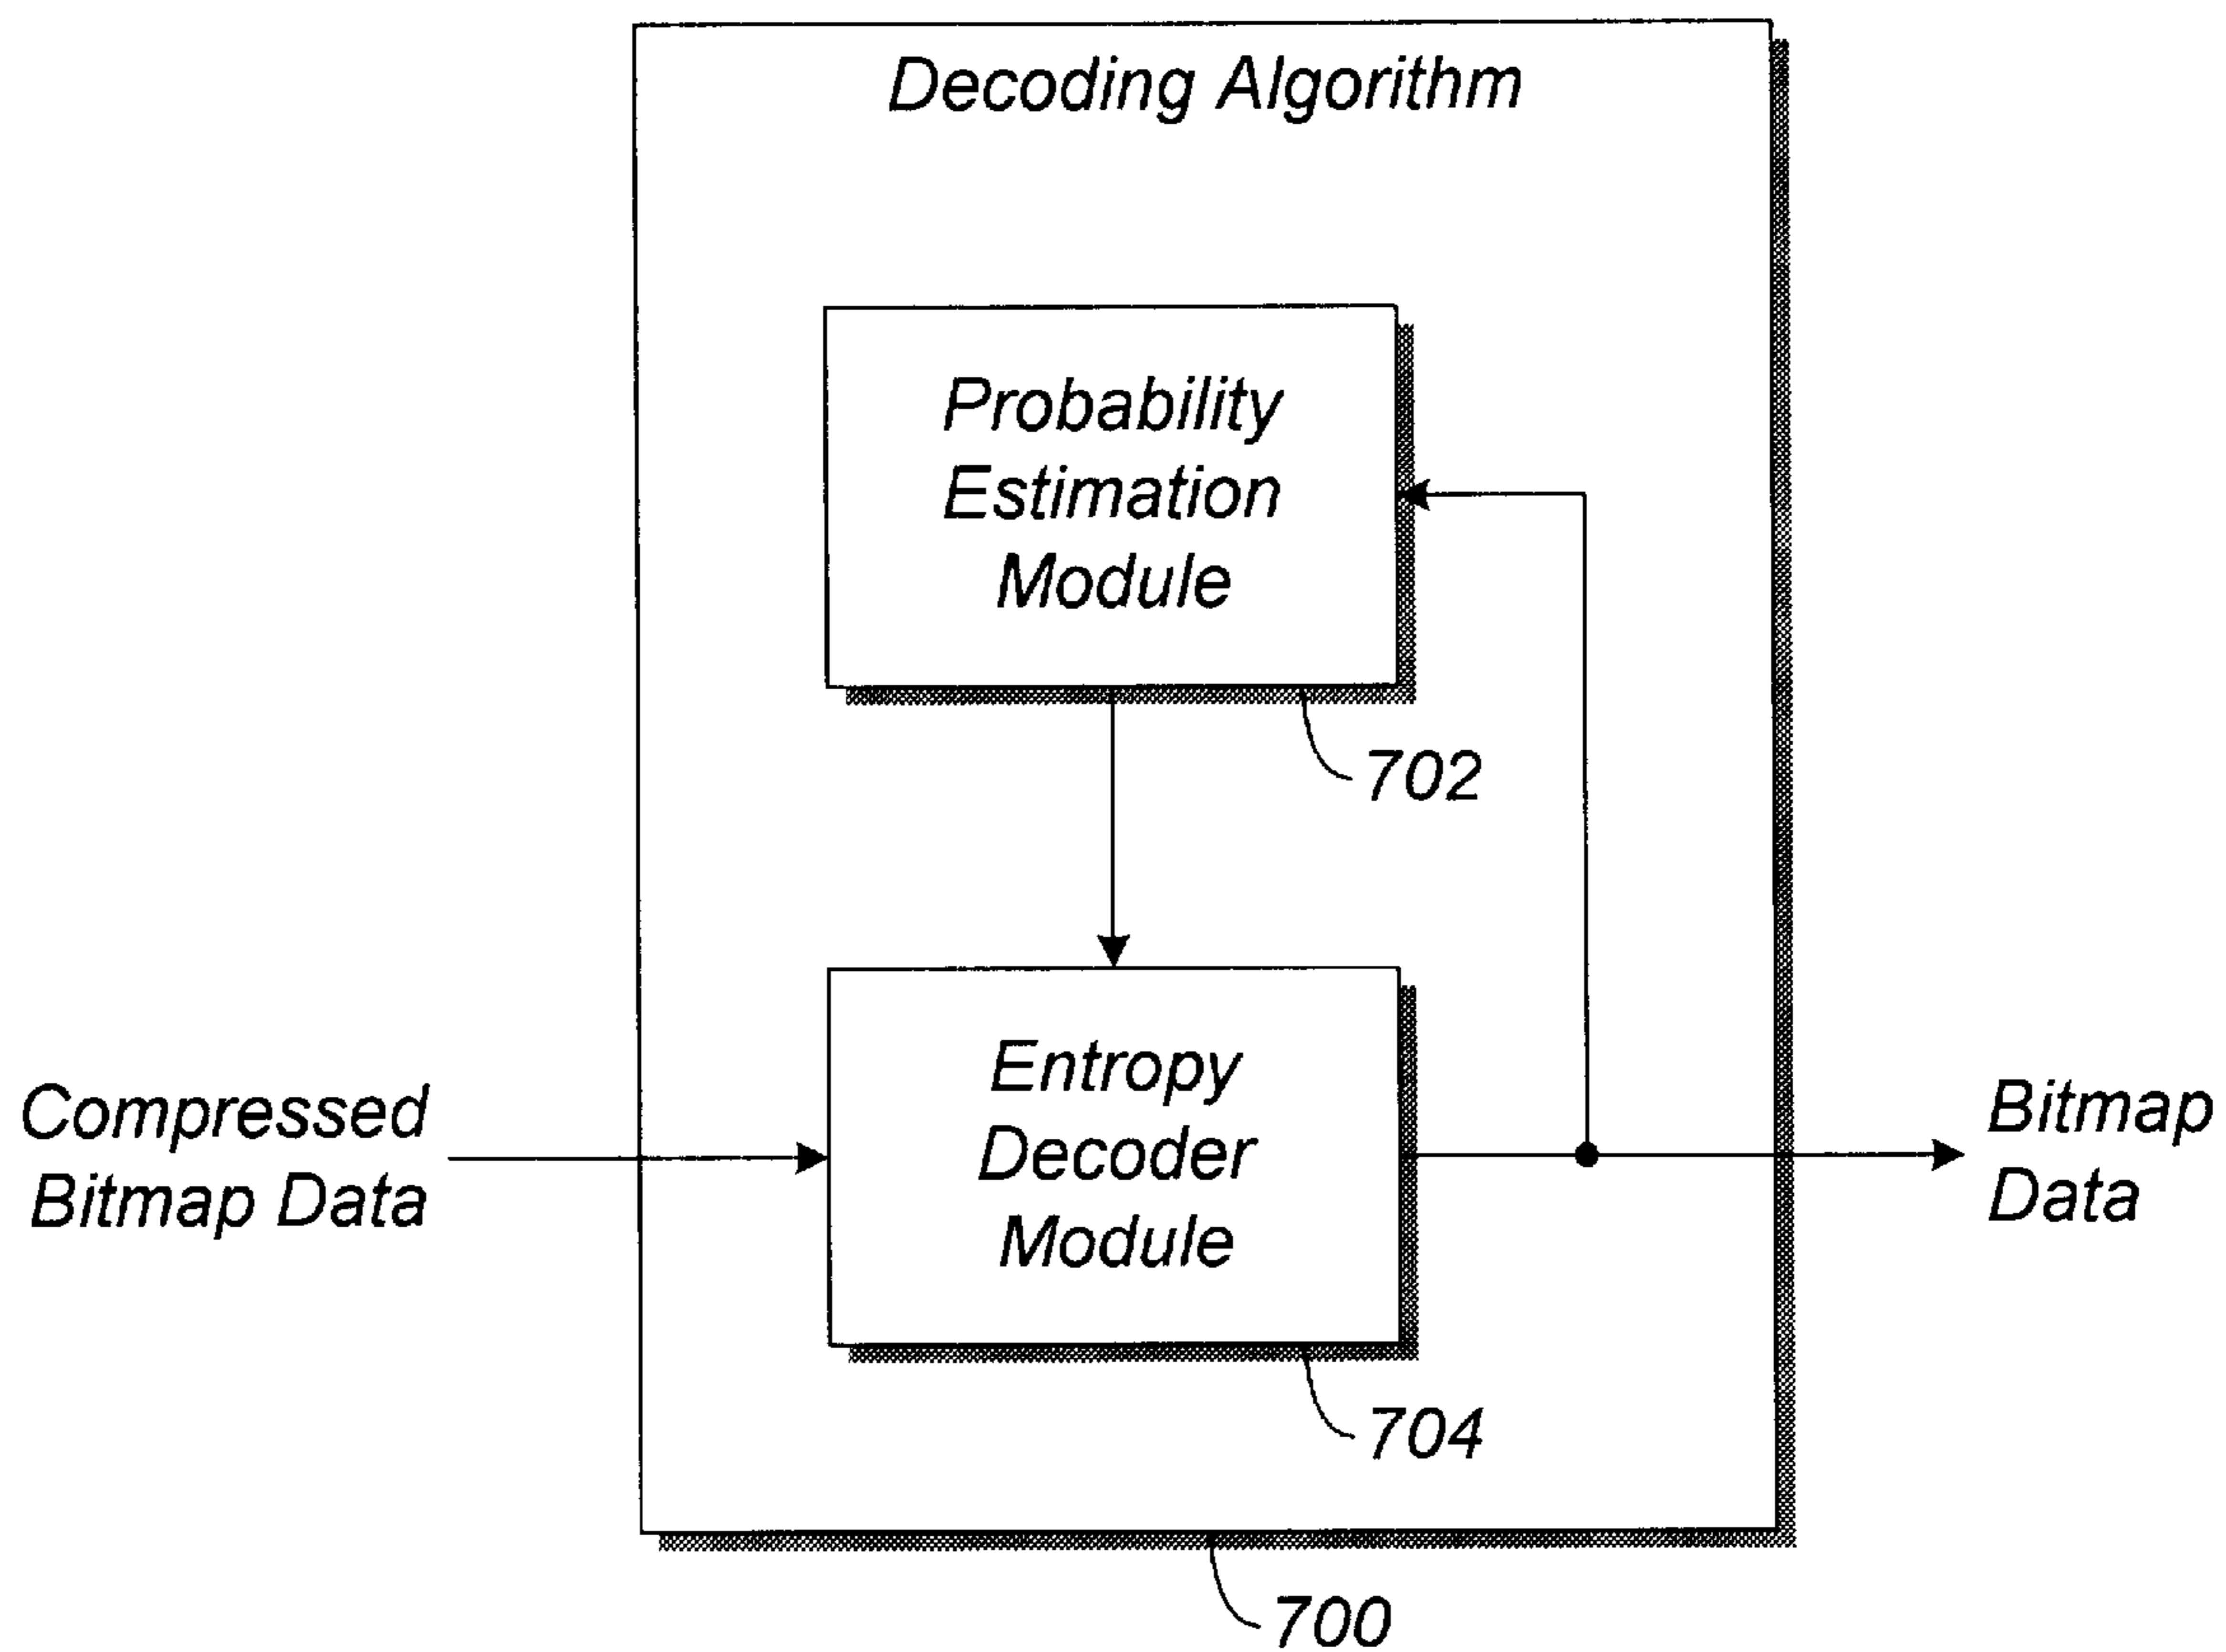 Decoding Algorithm
Probability
Estimation
Module
702
Compressed
Bitmap Data
Entropy
Decoder
Module
Bitmap
Data
704
700